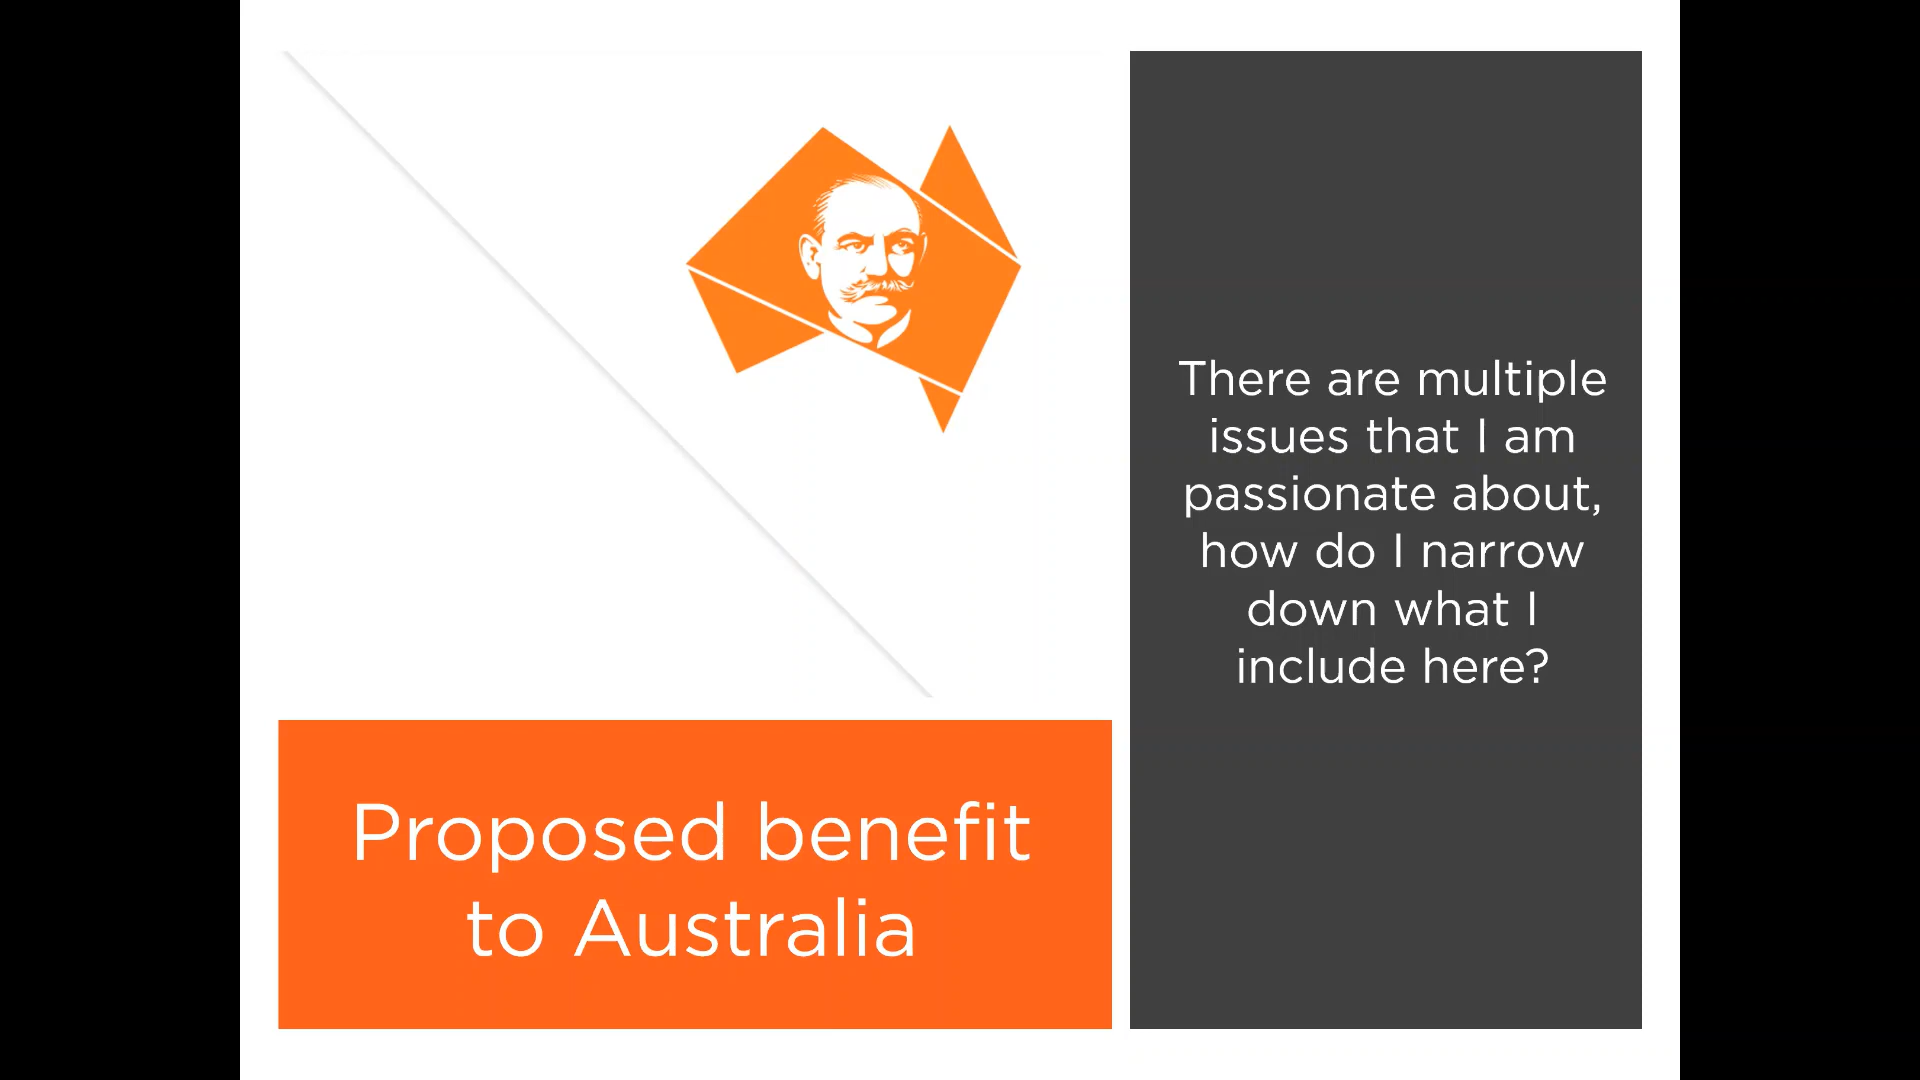 Proposed benefit
to Australia
There are multiple
issues that I am
passionate about,
how do I narrow
down what I
include here?